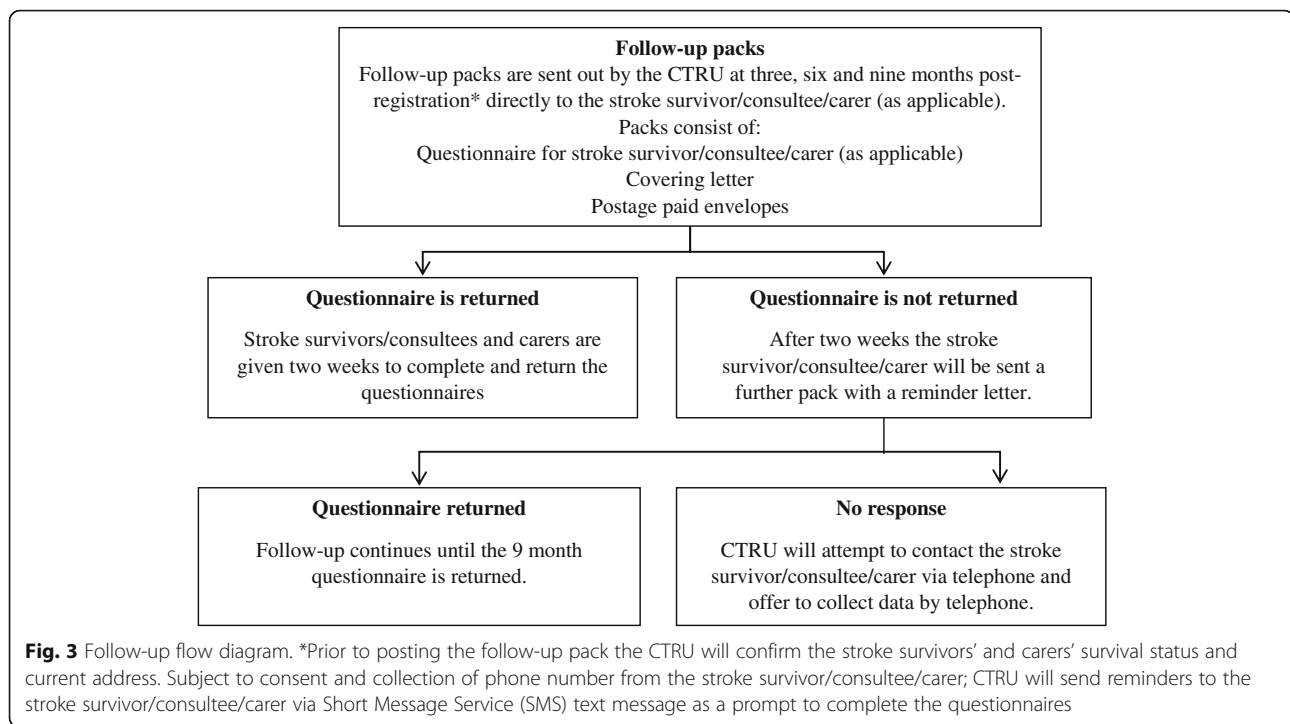 Follow-up packs
Follow-up packs are sent out by the CTRU at three, six and nine months post-
registration* directly to the stroke survivor/consultee/carer (as applicable).
Packs consist of:
Questionnaire for stroke survivor/consultee/carer (as applicable)
Covering letter
Postage paid envelopes
Questionnaire is returned
Stroke survivors/consultees and carers are
given two weeks to complete and return the
questionnaires
Questionnaire is not returned
After two weeks the stroke
survivor/consultee/carer will be sent a
further pack with a reminder letter.
Questionnaire returned
Follow-up continues until the 9 month
questionnaire is returned.
No response
CTRU will attempt to contact the stroke
survivor/consultee/carer via telephone and
offer to collect data by telephone.
Fig. 3 Follow-up flow diagram. *Prior to posting the follow-up pack the CTRU will confirm the stroke survivors’ and carers’ survival status and
current address. Subject to consent and collection of phone number from the stroke survivor/consultee/carer; CTRU will send reminders to the
stroke survivor/consultee/carer via Short Message Service (SMS) text message as a prompt to complete the questionnaires